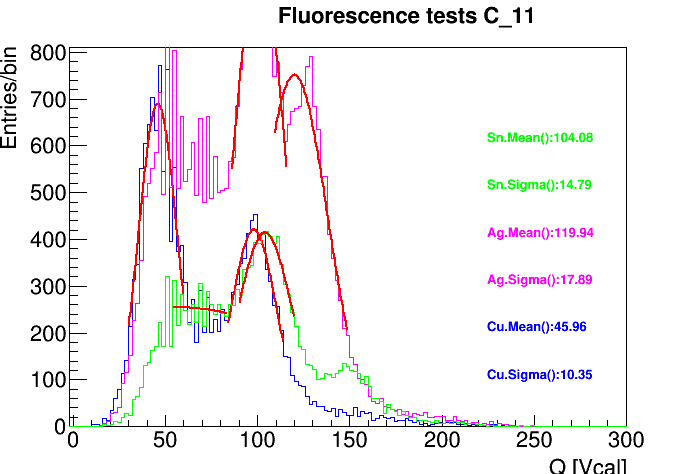 Fluorescence tests C_11
Entries/bin
800
700
600
500
400
300
200
100
0
0 50 100 150 200 250 300
Q [Vcal]
Sn.Mean():104.08
Sn.Sigma():14.79
Ag.Mean():119.94
Ag.Sigma():17.89
Cu.Mean():45.96
Cu.Sigma():10.35